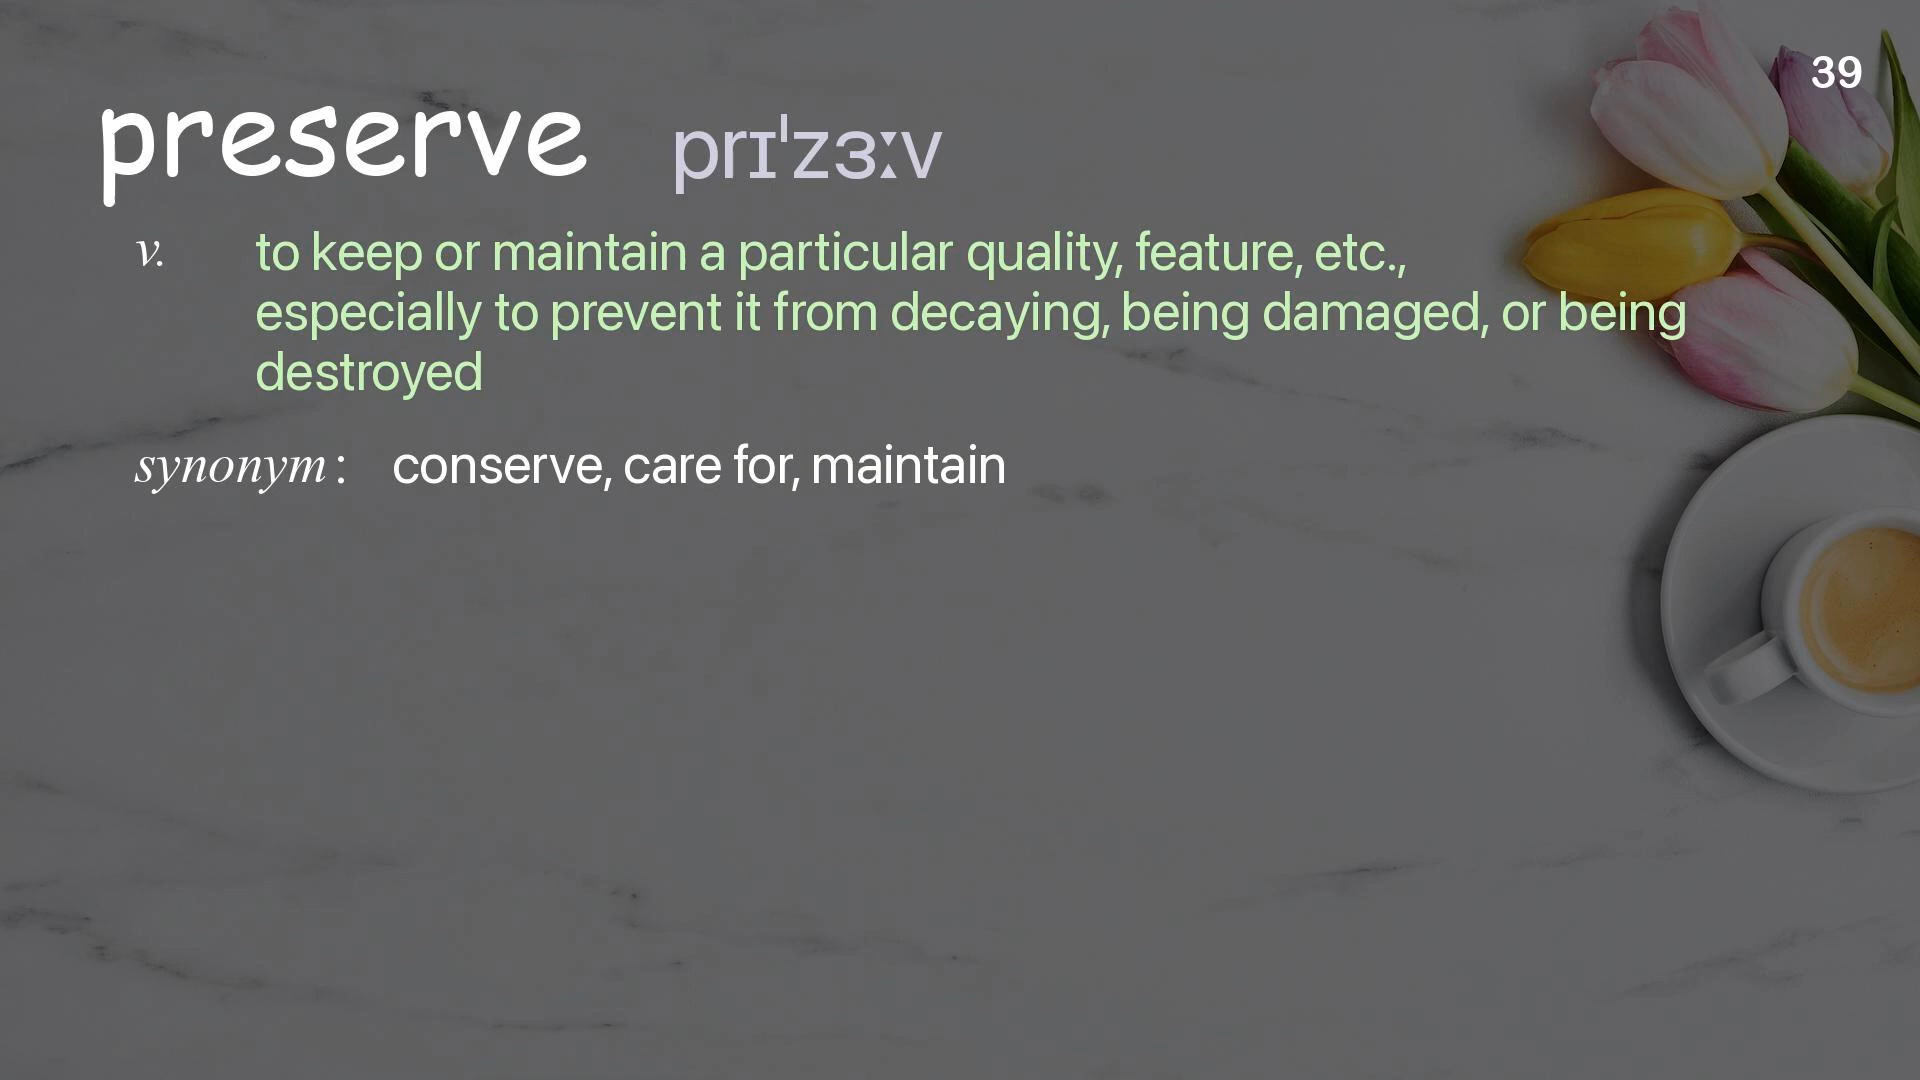 39
preserve prɪˈzɜːv
v. to keep or maintain a particular quality, feature, etc.,
especially to prevent it from decaying, being damaged, or being
destroyed
synonym : conserve, care for, maintain